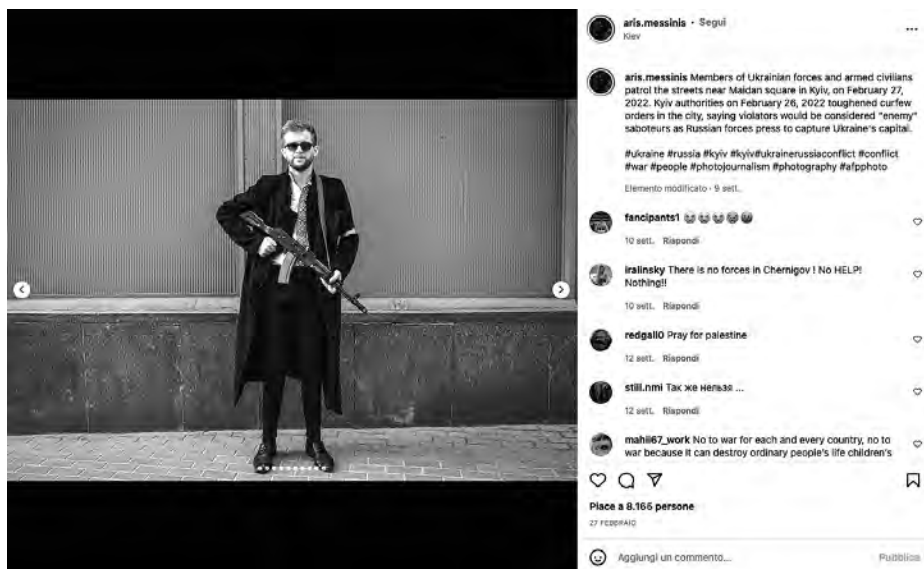 aris.messinis • Segui
Kiev
aris.messinis Members of Ukrainian forces and armed civilians
patrol the streets near Maidan square in Kyiv, on February 27,
2022. Kyiv authorities on February 26, 2022 toughened curfew
orders in the city, saying violators would be considered "enemy"
saboteurs as Russian forces press to capture Ukraine's capital.
#ukraine #russia #kyiv #kyiv#ukrainerussiaconflict #conflict
#war #people #photojournalism #photography #afpphoto
Elemento modificato · 9 sett.
fancipants1
10 sett. Rispondi
iralinsky There is no forces in Chernigov ! No HELP!
Nothing!!
10 sett. Rispondi
redgall0 Pray for palestine
12 sett. Rispondi
still.nmi Так же нельзя ...
12 sett. Rispondi
mahii67_work No to war for each and every country, no to
war because it can destroy ordinary people's life children's
Piace a 8.166 persone
27 FEBBRAIO
Aggiungi un commento... Pubblica